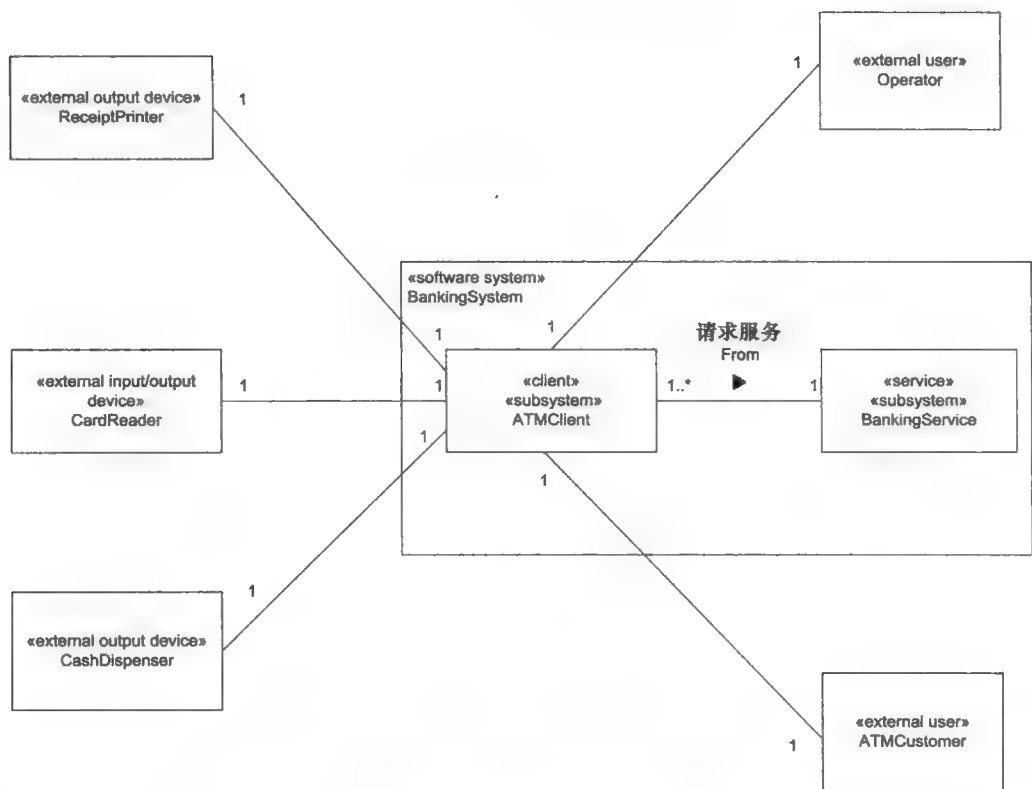 «external output device»
ReceiptPrinter
1
1
«external user»
Operator
«software system»
BankingSystem
1
1
请求服务
From
«external input/output
device»
CardReader
1
1
«client»
«subsystem»
ATMClient
1..*
1
«service»
«subsystem»
BankingService
1
1
1
«external output device»
CashDispenser
1
«external user»
ATMCustomer